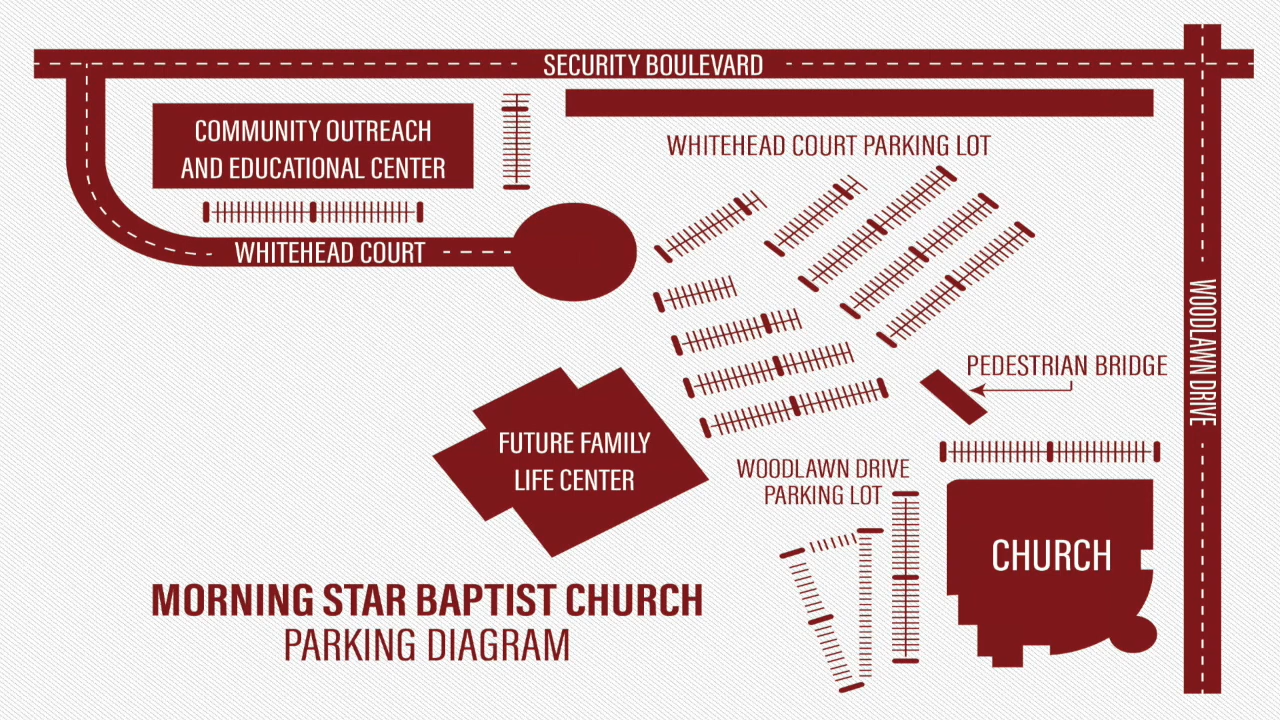 SECURITY BOULEVARD
COMMUNITY OUTREACH
AND EDUCATIONAL CENTER
WHITEHEAD COURT PARKING LOT
WHITEHEAD COURT
WOODLAWN DRIVE
PEDESTRIAN BRIDGE
FUTURE FAMILY
LIFE CENTER
WOODLAWN DRIVE
PARKING LOT
CHURCH
MORNING STAR BAPTIST CHURCH
PARKING DIAGRAM